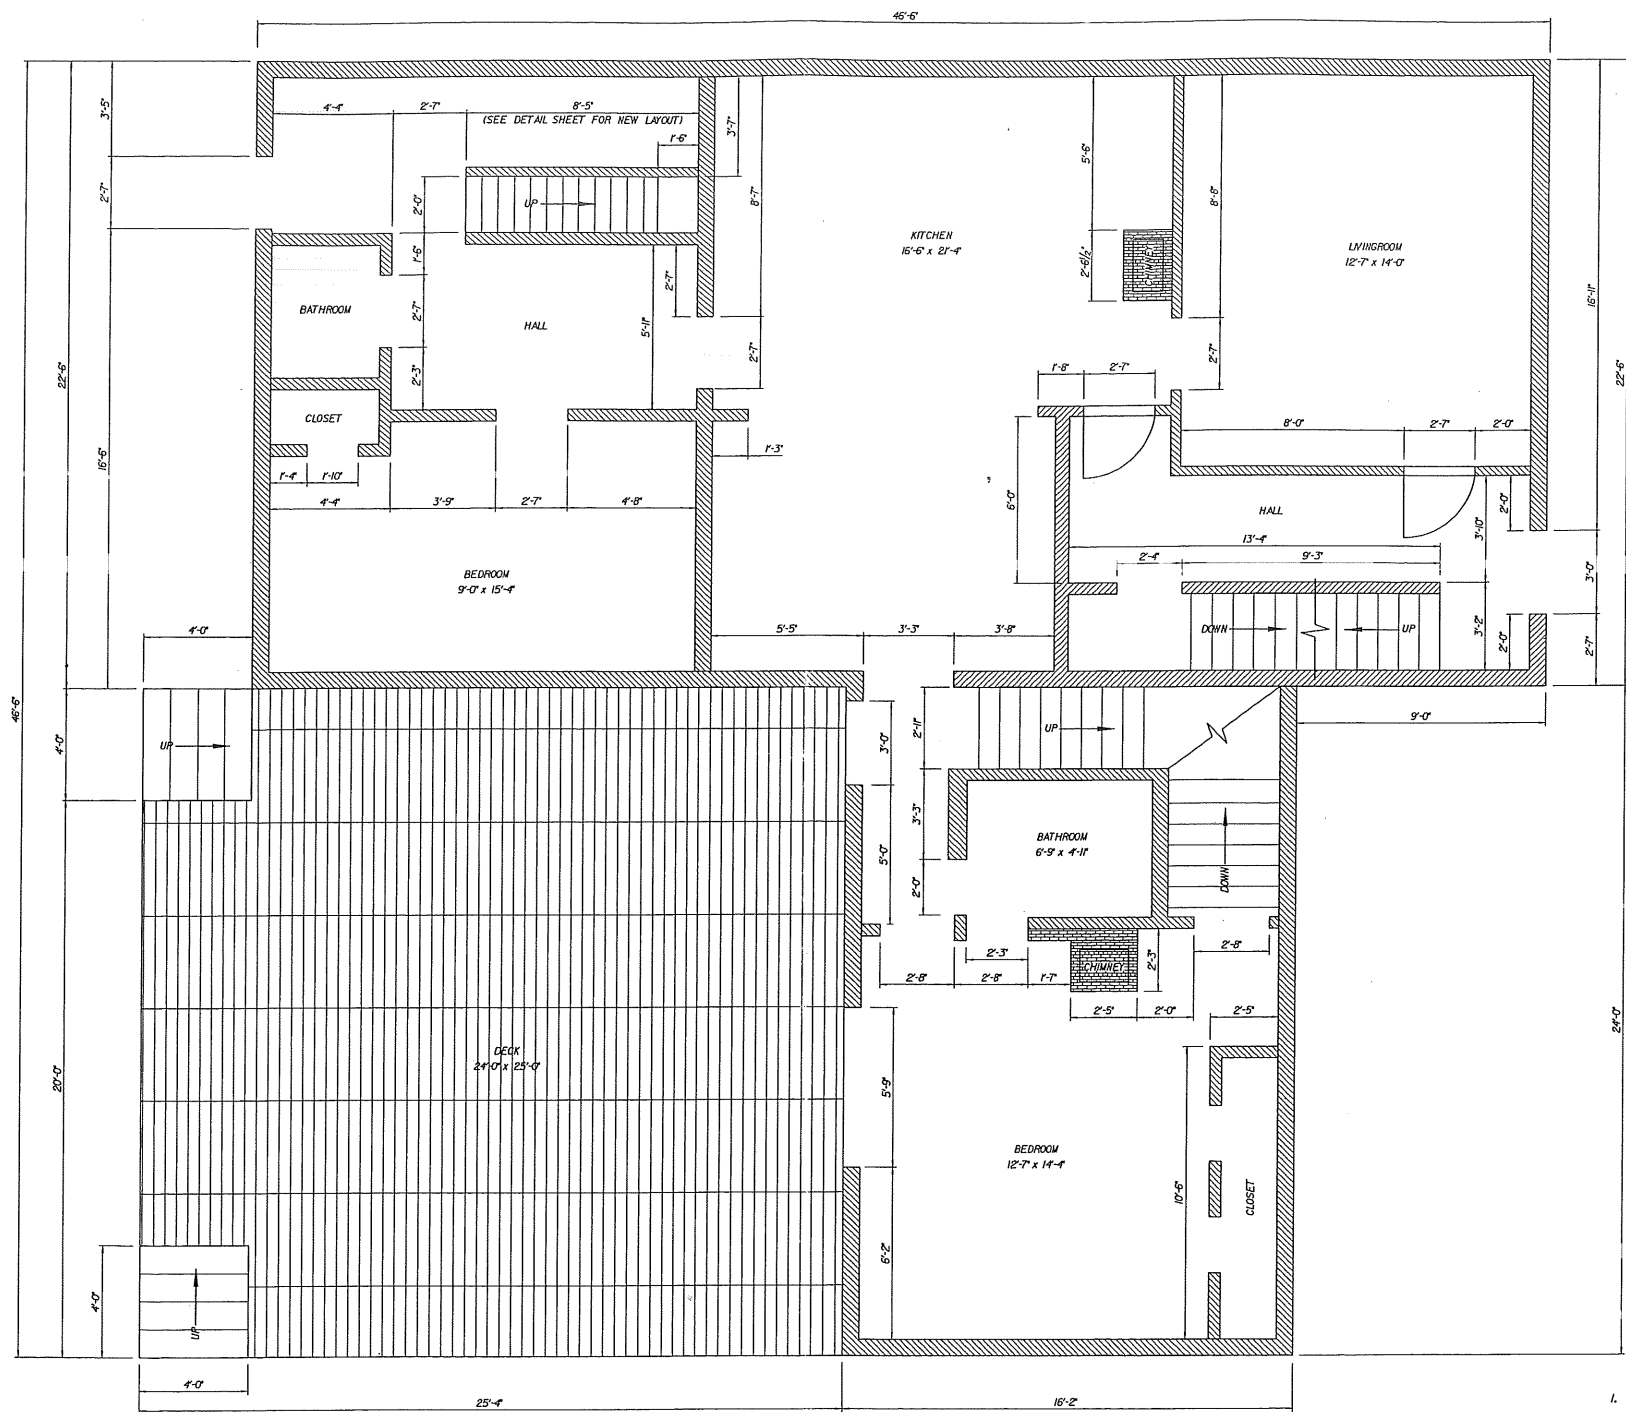 46'-6"
4'-4"
2'-7"
8'-5"
(SEE DETAIL SHEET FOR NEW LAYOUT)
1'-6"
3'-5"
2'-7"
16'-6"
22'-6"
46'-6"
3'-7"
8'-7"
2'-7"
5'-6"
2'-6 1/2"
CHIMNEY
8'-8"
2'-7"
16'-11"
22'-6"
UP
2'-0"
1'-6"
2'-7"
2'-3"
KITCHEN
16'-6" x 21'-4"
LIVINGROOM
12'-7" x 14'-0"
BATHROOM
HALL
2'-7"
5'-11"
1'-8"
2'-7"
CLOSET
8'-0"
2'-7"
2'-0"
1'-3"
1'-4"
1'-10"
4'-4"
3'-9"
2'-7"
4'-8"
6'-0"
HALL
2'-0"
3'-10"
13'-4"
2'-4"
9'-3"
3'-0"
BEDROOM
9'-0" x 15'-4"
4'-0"
5'-5"
3'-3"
3'-8"
DOWN
UP
3'-2"
2'-0"
2'-7"
9'-0"
UP
4'-0"
3'-0"
2'-11"
UP
3'-3"
BATHROOM
6'-9" x 4'-11"
5'-0"
2'-0"
DOWN
2'-3"
CHIMNEY
2'-3"
2'-8"
2'-8"
2'-8"
1'-7"
2'-5"
2'-0"
2'-5"
24'-0"
DECK
24'-0" x 25'-0"
20'-0"
5'-9"
BEDROOM
12'-7" x 14'-4"
10'-6"
CLOSET
6'-2"
4'-0"
UP
4'-0"
25'-4"
16'-2"
1.